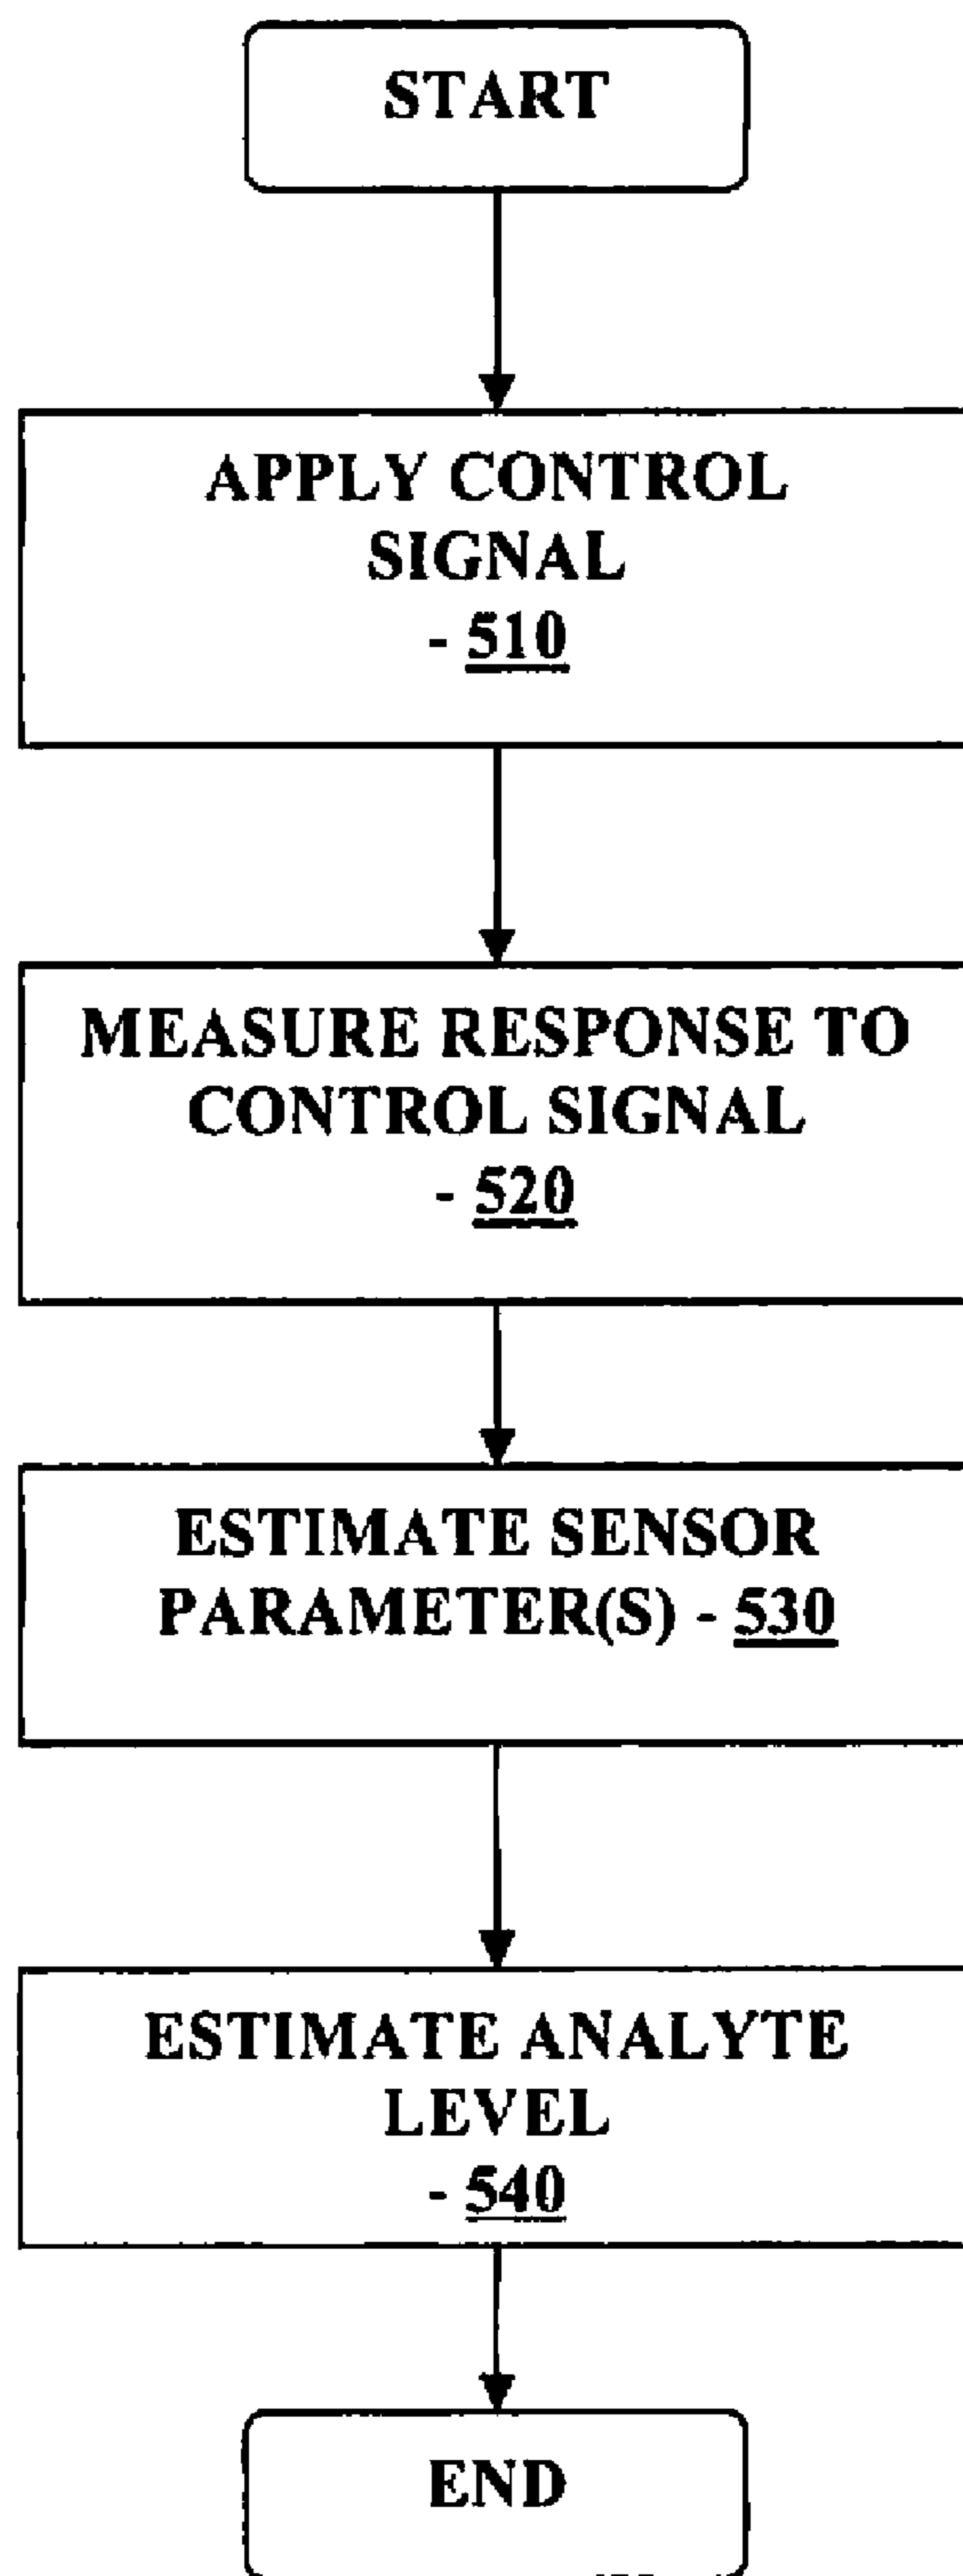 START
APPLY CONTROL
SIGNAL
- 510
MEASURE RESPONSE TO
CONTROL SIGNAL
- 520
ESTIMATE SENSOR
PARAMETER(S) - 530
ESTIMATE ANALYTE
LEVEL
- 540
END